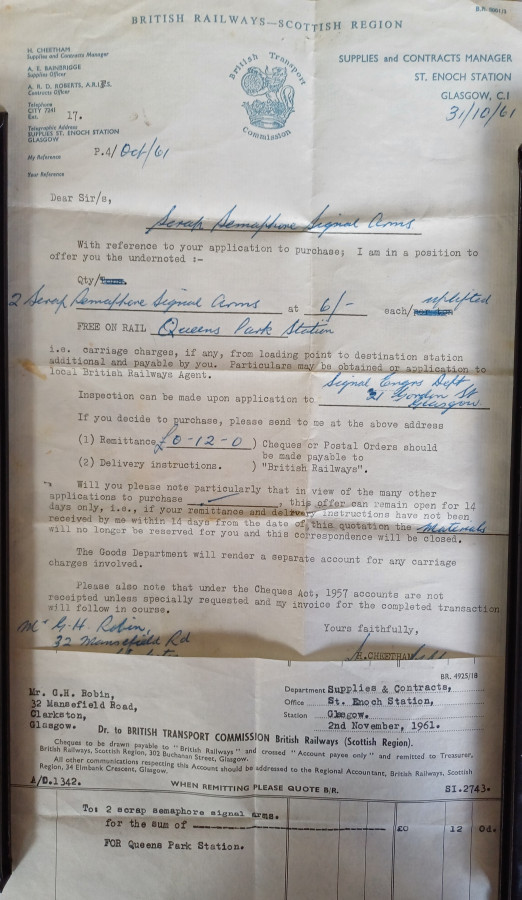 B.R.
BRITISH RAILWAYS—SCOTTISH REGION
H. CHEETHAM
Supplies and Contracts Manager
A. E. BAINBRIGGE
Supplies Officer
A. R. D. ROBERTS, A.R.I.C.S.
Contracts Officer
Telephone
CITY 7241
Ext. 17.
Telegraphic Address
SUPPLIES ST. ENOCH STATION
GLASGOW
My Reference P.4/Oct/61
Your Reference
British Transport
Commission
SUPPLIES and CONTRACTS MANAGER
ST. ENOCH STATION
GLASGOW, C.1
31/10/61
Dear Sir/s,
Scrap Semaphore Signal Arms
With reference to your application to purchase; I am in a position to
offer you the undernoted :-
Qty/
2 Scrap Semaphore Signal Arms at 6/- each/ uplifted
FREE ON RAIL Queens Park Station
i.e. carriage charges, if any, from loading point to destination station
additional and payable by you. Particulars may be obtained or application to
local British Railways Agent.
Signal Engrs Dept
Inspection can be made upon application to 21 Gordon St
Glasgow
If you decide to purchase, please send to me at the above address
(1) Remittance £0-12-0 ) Cheques or Postal Orders should
be made payable to
(2) Delivery instructions. ) "British Railways".
Will you please note particularly that in view of the many other
applications to purchase , this offer can remain open for 14
days only, i.e., if your remittance and delivery instructions have not been
received by me within 14 days from the date of this quotation the Materials
will no longer be reserved for you and this correspondence will be closed.
The Goods Department will render a separate account for any carriage
charges involved.
Please also note that under the Cheques Act, 1957 accounts are not
receipted unless specially requested and my invoice for the completed transaction
will follow in course.
Mr G.H. Robin,
32 Mansefield Rd
Yours faithfully,
H.CHEETHAM
BR. 4925/18
Mr. G.H. Robin,
32 Mansefield Road,
Clarkston,
Glasgow.
Department Supplies & Contracts,
Office St. Enoch Station,
Station Glasgow.
2nd November, 1961.
Dr. to BRITISH TRANSPORT COMMISSION British Railways (Scottish Region).
Cheques to be drawn payable to "British Railways" and crossed "Account payee only" and remitted to Treasurer,
British Railways, Scottish Region, 302 Buchanan Street, Glasgow.
All other communications respecting this Account should be addressed to the Regional Accountant, British Railways, Scottish
Region, 34 Elmbank Crescent, Glasgow.
A/D.1342. WHEN REMITTING PLEASE QUOTE B/R. SI.2743.
To: 2 scrap semaphore signal arms.
for the sum of ---------------------- £0 12 0d.
FOR Queens Park Station.